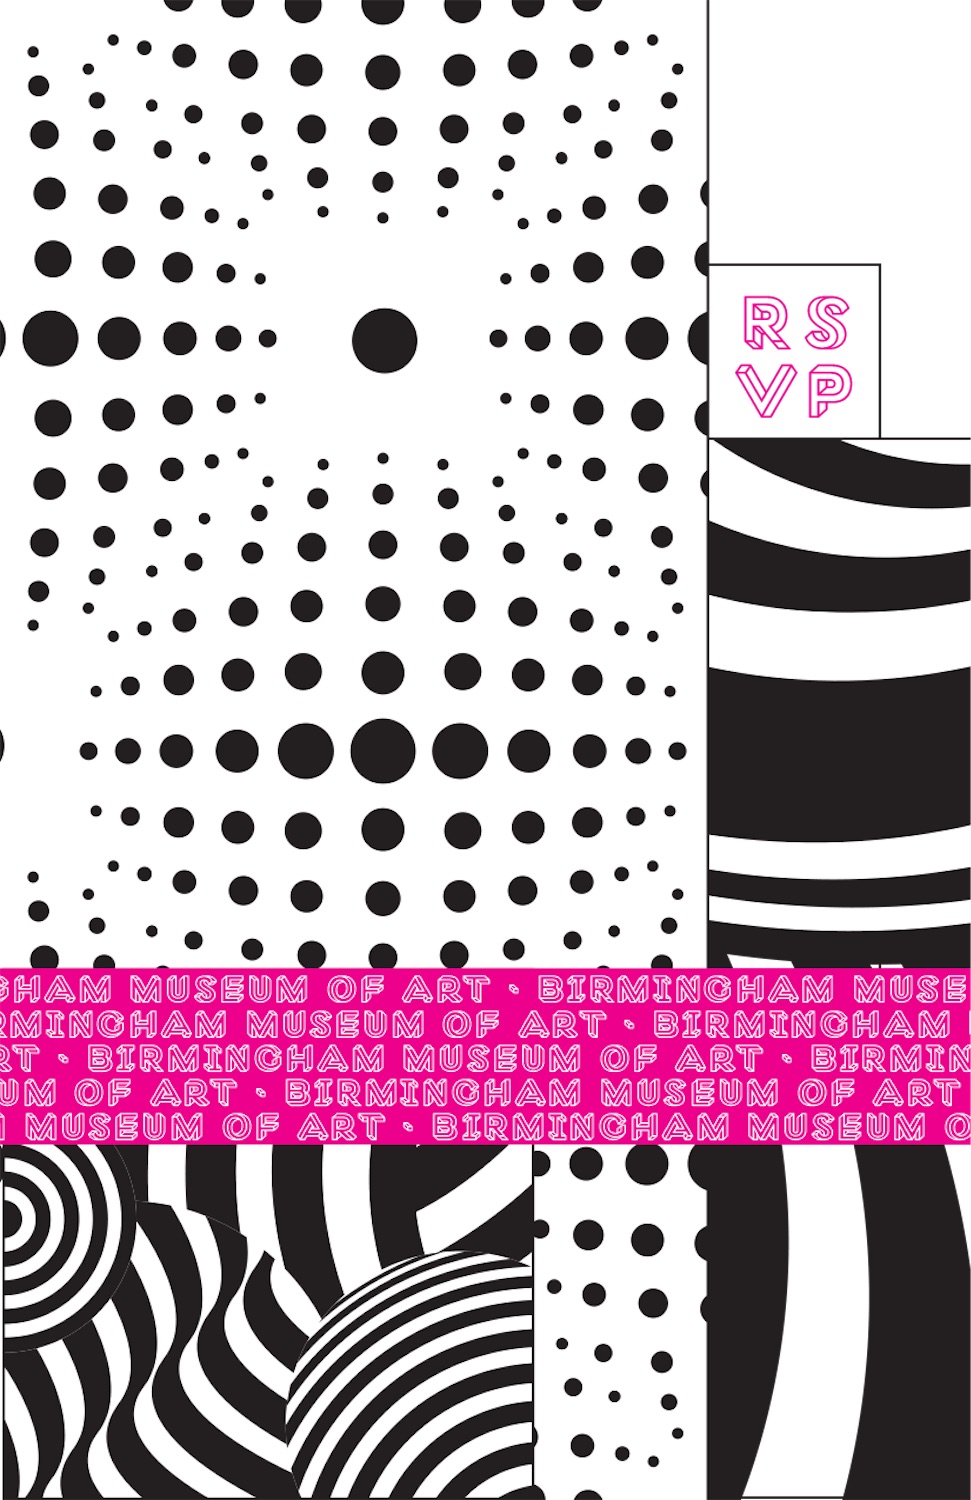 RS
VP
GHAM MUSEUM OF ART · BIRMINGHAM MUSE
RMINGHAM MUSEUM OF ART · BIRMINGHAM
RT · BIRMINGHAM MUSEUM OF ART · BIRMIN
UM OF ART · BIRMINGHAM MUSEUM OF ART
MUSEUM OF ART · BIRMINGHAM MUSEUM O